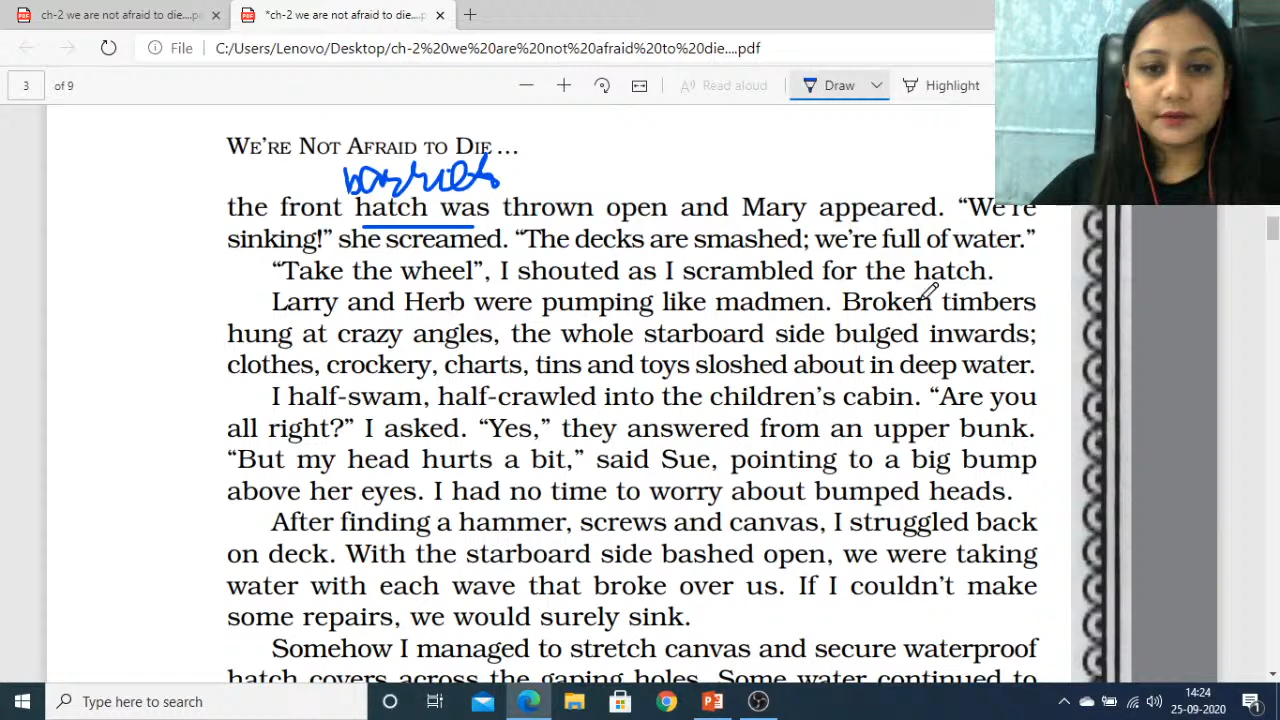 ch-2 we are not afraid to die....p
*ch-2 we are not afraid to die....p
File C:/Users/Lenovo/Desktop/ch-2%20we%20are%20not%20afraid%20to%20die....pdf
3 of 9 Read aloud Draw Highlight
WE'RE NOT AFRAID TO DIE ...
the front hatch was thrown open and Mary appeared. “We're
sinking!” she screamed. “The decks are smashed; we're full of water.”
“Take the wheel”, I shouted as I scrambled for the hatch.
Larry and Herb were pumping like madmen. Broken timbers
hung at crazy angles, the whole starboard side bulged inwards;
clothes, crockery, charts, tins and toys sloshed about in deep water.
I half-swam, half-crawled into the children's cabin. “Are you
all right?” I asked. “Yes,” they answered from an upper bunk.
“But my head hurts a bit,” said Sue, pointing to a big bump
above her eyes. I had no time to worry about bumped heads.
After finding a hammer, screws and canvas, I struggled back
on deck. With the starboard side bashed open, we were taking
water with each wave that broke over us. If I couldn't make
some repairs, we would surely sink.
Somehow I managed to stretch canvas and secure waterproof
hatch covers across the gaping holes. Some water continued to
Type here to search
14:24
25-09-2020